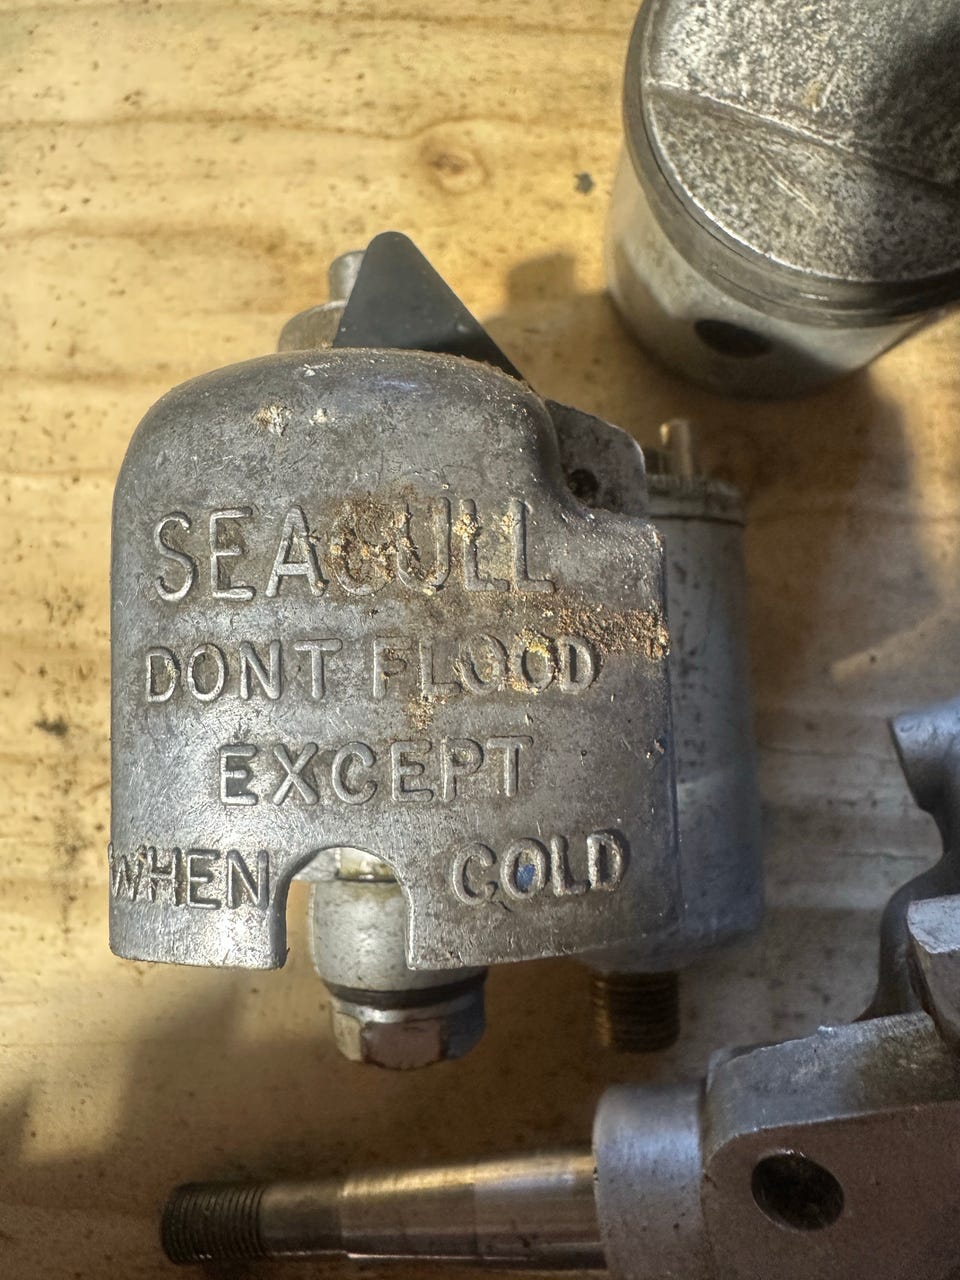 SEAGULL
DONT FLOOD
EXCEPT
WHEN COLD